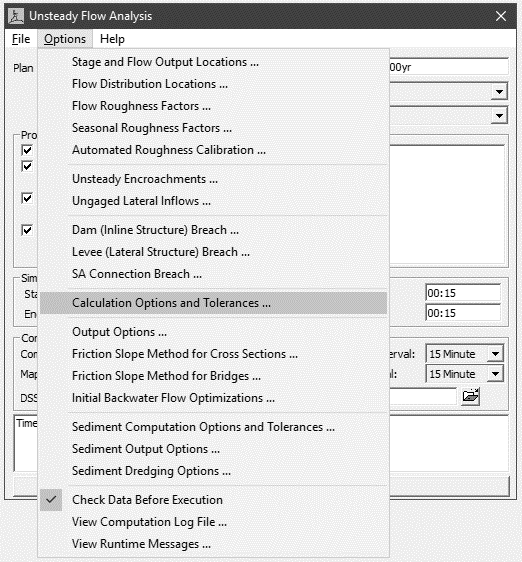 Unsteady Flow Analysis
File Options Help
Plan
00yr
Stage and Flow Output Locations ...
Flow Distribution Locations ...
Flow Roughness Factors ...
Seasonal Roughness Factors ...
Automated Roughness Calibration ...
Pro
Unsteady Encroachments ...
Ungaged Lateral Inflows ...
Dam (Inline Structure) Breach ...
Levee (Lateral Structure) Breach ...
SA Connection Breach ...
Sim
Calculation Options and Tolerances ...
Sta
00:15
En
00:15
Output Options ...
Com
Friction Slope Method for Cross Sections ...
Com
erval: 15 Minute
Friction Slope Method for Bridges ...
Map
al: 15 Minute
Initial Backwater Flow Optimizations ...
DSS
Sediment Computation Options and Tolerances ...
Time
Sediment Output Options ...
Sediment Dredging Options ...
Check Data Before Execution
View Computation Log File ...
View Runtime Messages ...